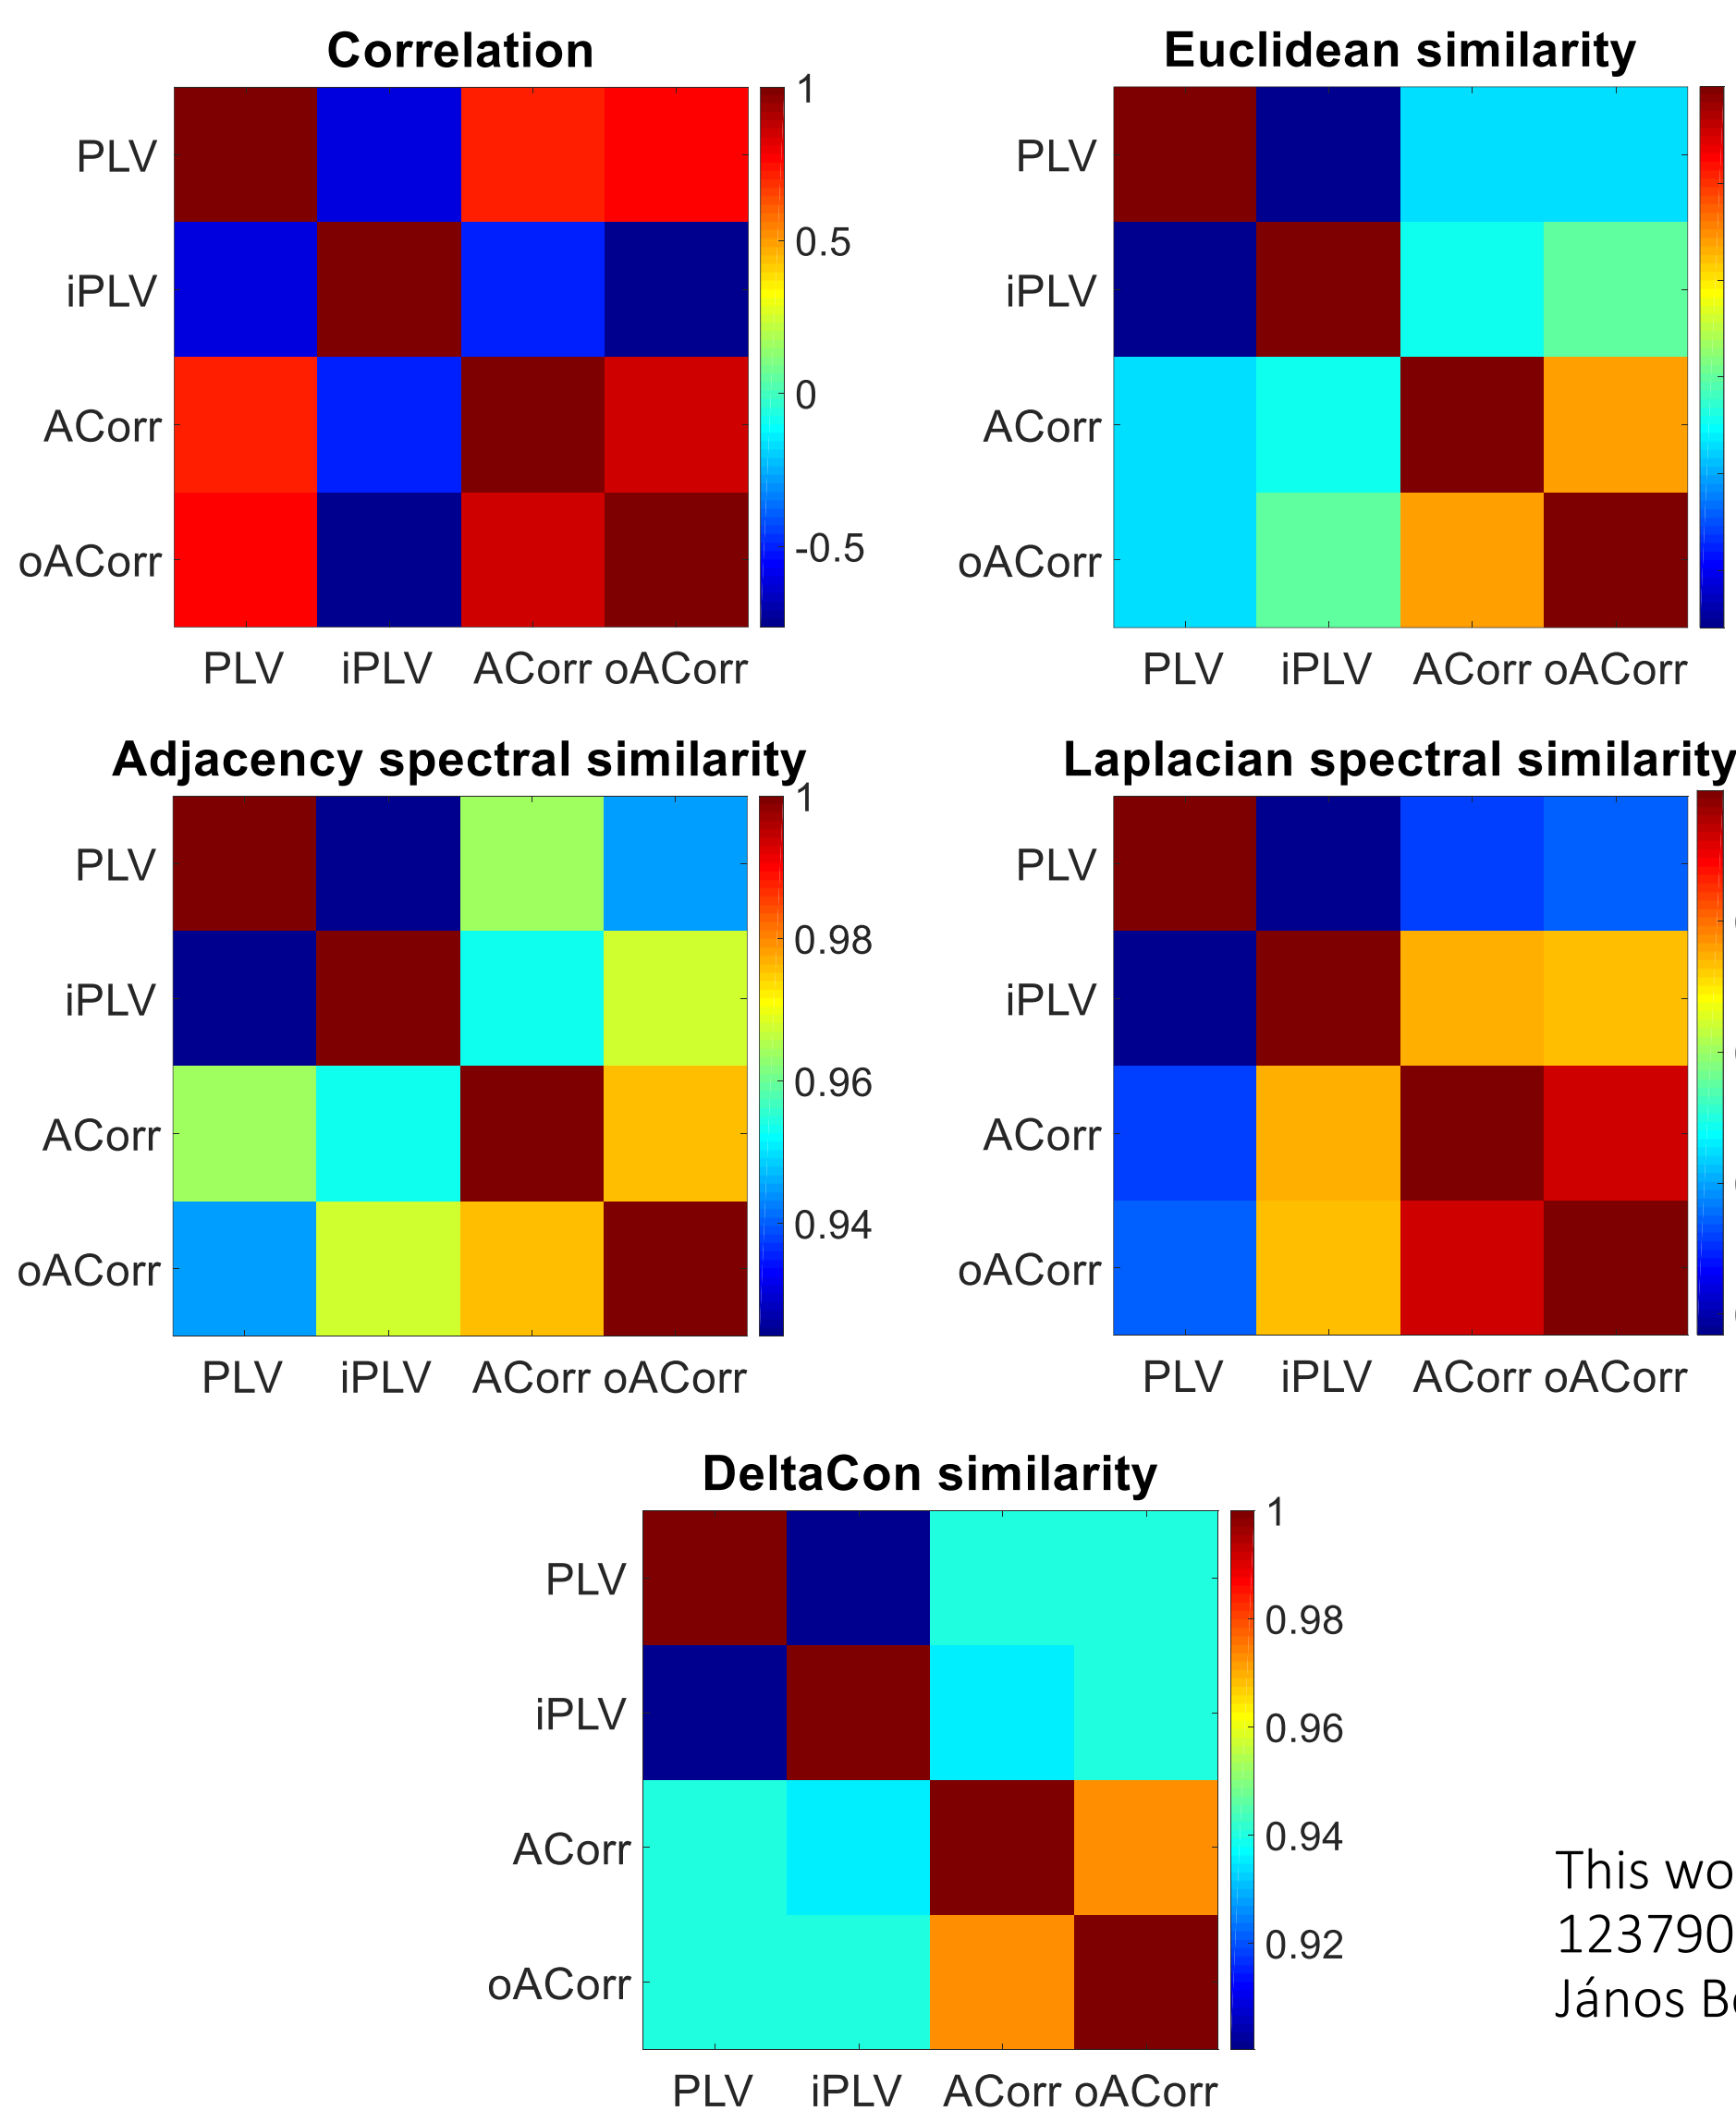 Correlation
PLV
iPLV
ACorr
oACorr
PLV iPLV ACorr oACorr
1
0.5
0
-0.5
Euclidean similarity
PLV
iPLV
ACorr
oACorr
PLV iPLV ACorr oACorr
Adjacency spectral similarity
PLV
iPLV
ACorr
oACorr
PLV iPLV ACorr oACorr
1
0.98
0.96
0.94
Laplacian spectral similarity
PLV
iPLV
ACorr
oACorr
PLV iPLV ACorr oACorr
DeltaCon similarity
PLV
iPLV
ACorr
oACorr
PLV iPLV ACorr oACorr
1
0.98
0.96
0.94
0.92
This
123790
János